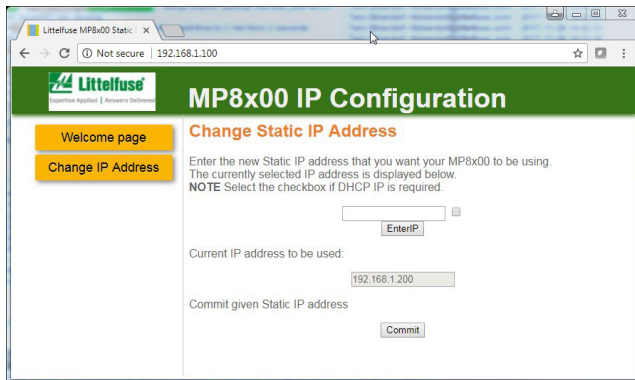 Littelfuse MP8x00 Static
Not secure | 192.168.1.100
Littelfuse
Expertise Applied | Answers Delivered
MP8x00 IP Configuration
Welcome page
Change IP Address
Change Static IP Address
Enter the new Static IP address that you want your MP8x00 to be using.
The currently selected IP address is displayed below.
NOTE Select the checkbox if DHCP IP is required.
EnterIP
Current IP address to be used:
192.168.1.200
Commit given Static IP address
Commit